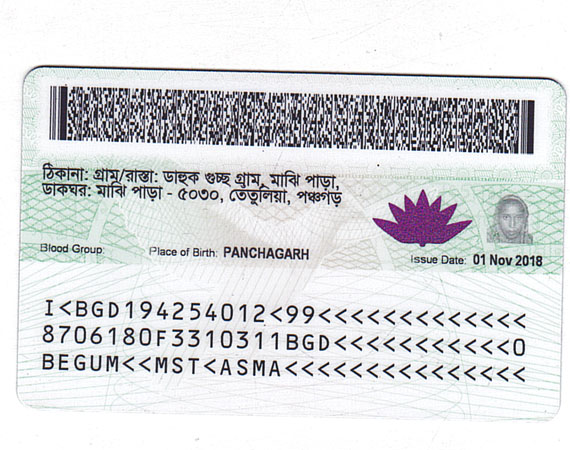 ঠিকানা: গ্রাম/রাস্তা: ডাহুক গুচ্ছ গ্রাম, মাঝি পাড়া,
ডাকঘর: মাঝি পাড়া - ৫০৩০, তেঁতুলিয়া, পঞ্চগড়
Blood Group: Place of Birth: PANCHAGARH Issue Date: 01 Nov 2018
I<BGD194254012<99<<<<<<<<<<<<<
8706180F3310311BGD<<<<<<<<<<<0
BEGUM<<MST<ASMA<<<<<<<<<<<<<<<